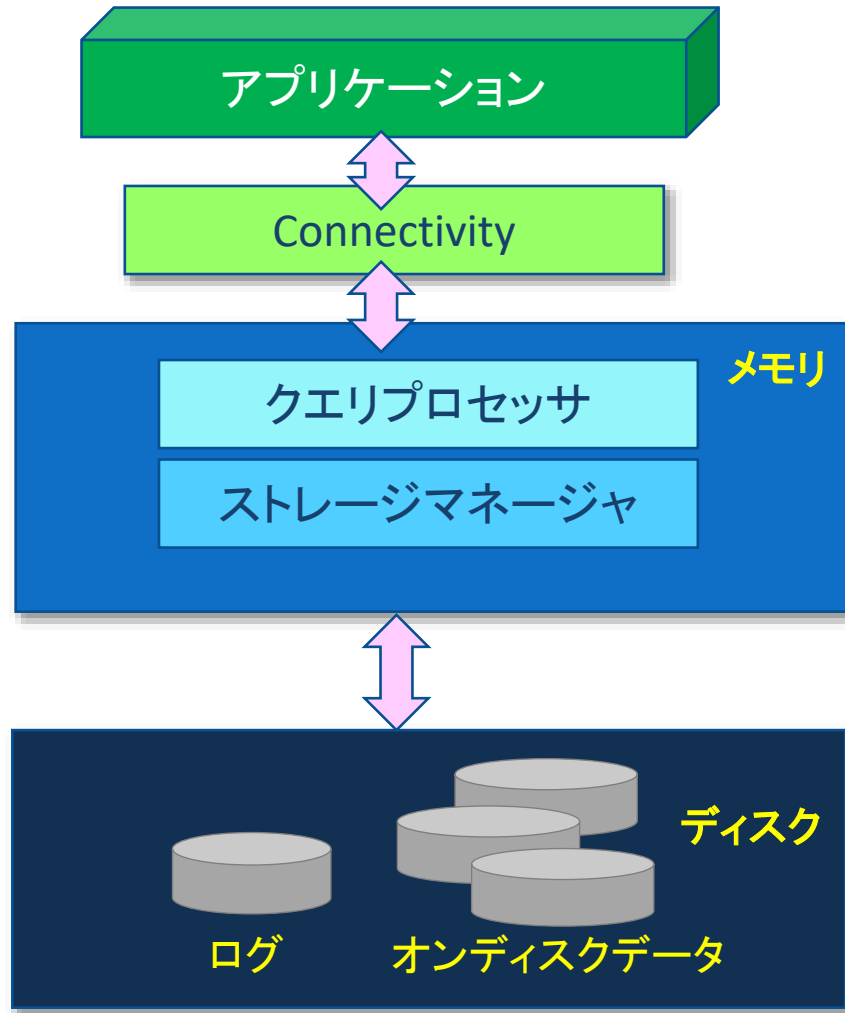 アプリケーション
Connectivity
メモリ
クエリプロセッサ
ストレージマネージャ
ディスク
ログ
オンディスクデータ